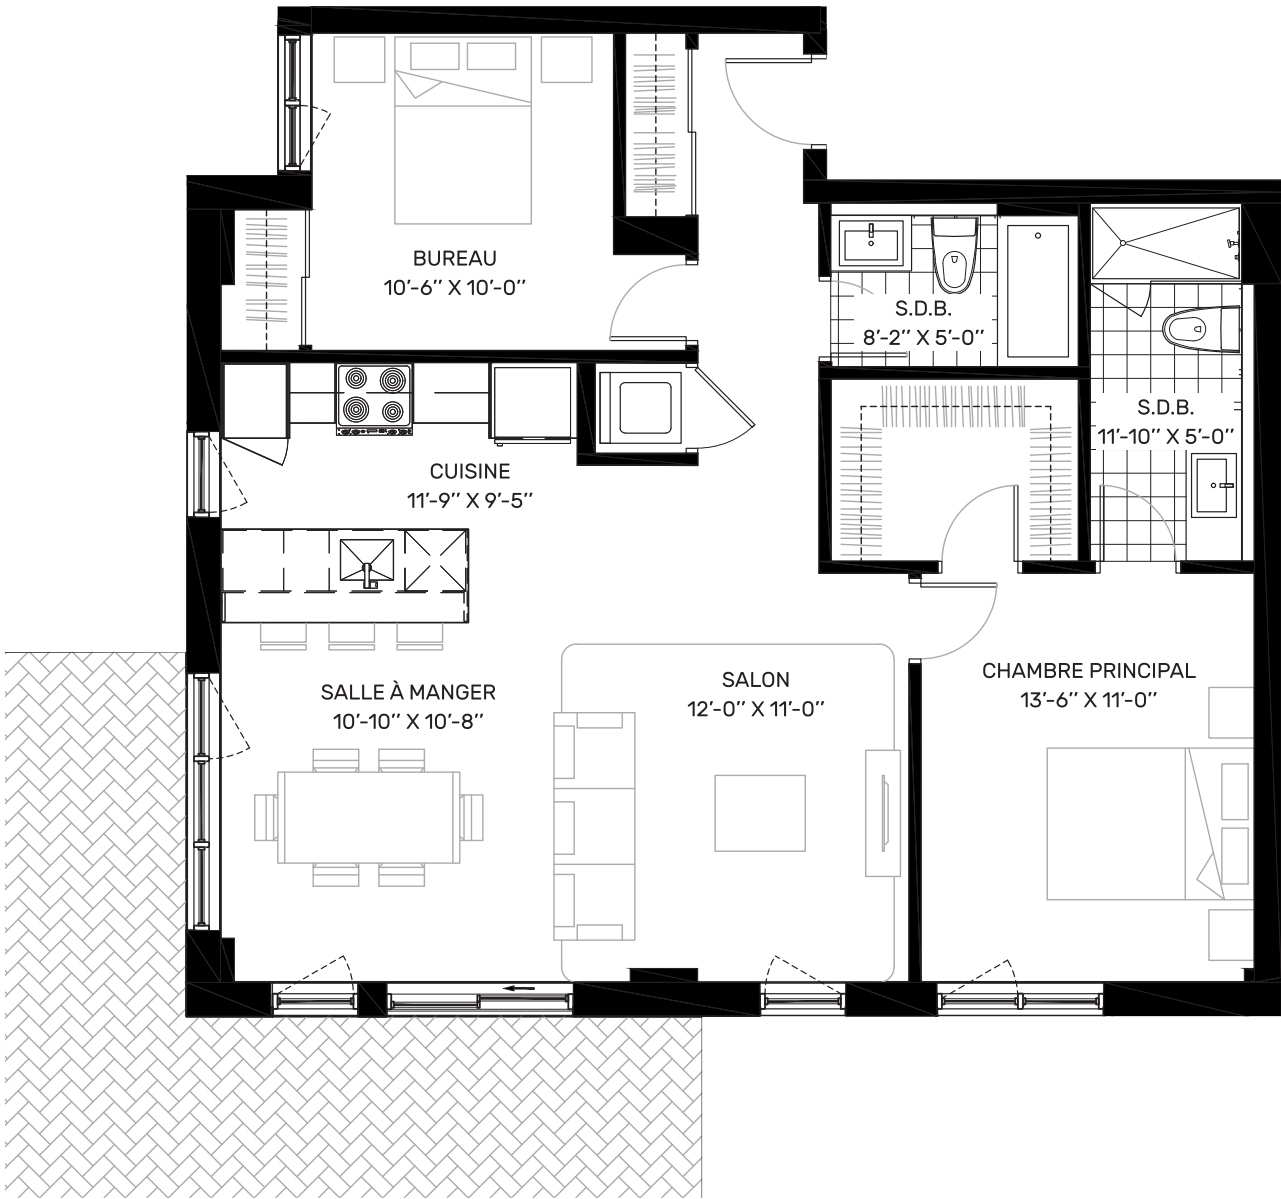 BUREAU
10'-6" X 10'-0"
S.D.B.
8'-2" X 5'-0"
S.D.B.
11'-10" X 5'-0"
CUISINE
11'-9" X 9'-5"
SALLE À MANGER
10'-10" X 10'-8"
SALON
12'-0" X 11'-0"
CHAMBRE PRINCIPAL
13'-6" X 11'-0"